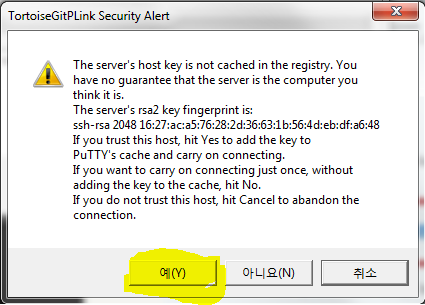 TortoiseGitPLink Security Alert
The server's host key is not cached in the registry. You
have no guarantee that the server is the computer you
think it is.
The server's rsa2 key fingerprint is:
ssh-rsa 2048 16:27:ac:a5:76:28:2d:36:63:1b:56:4d:eb:df:a6:48
If you trust this host, hit Yes to add the key to
PuTTY's cache and carry on connecting.
If you want to carry on connecting just once, without
adding the key to the cache, hit No.
If you do not trust this host, hit Cancel to abandon the
connection.
예(Y) 아니요(N) 취소